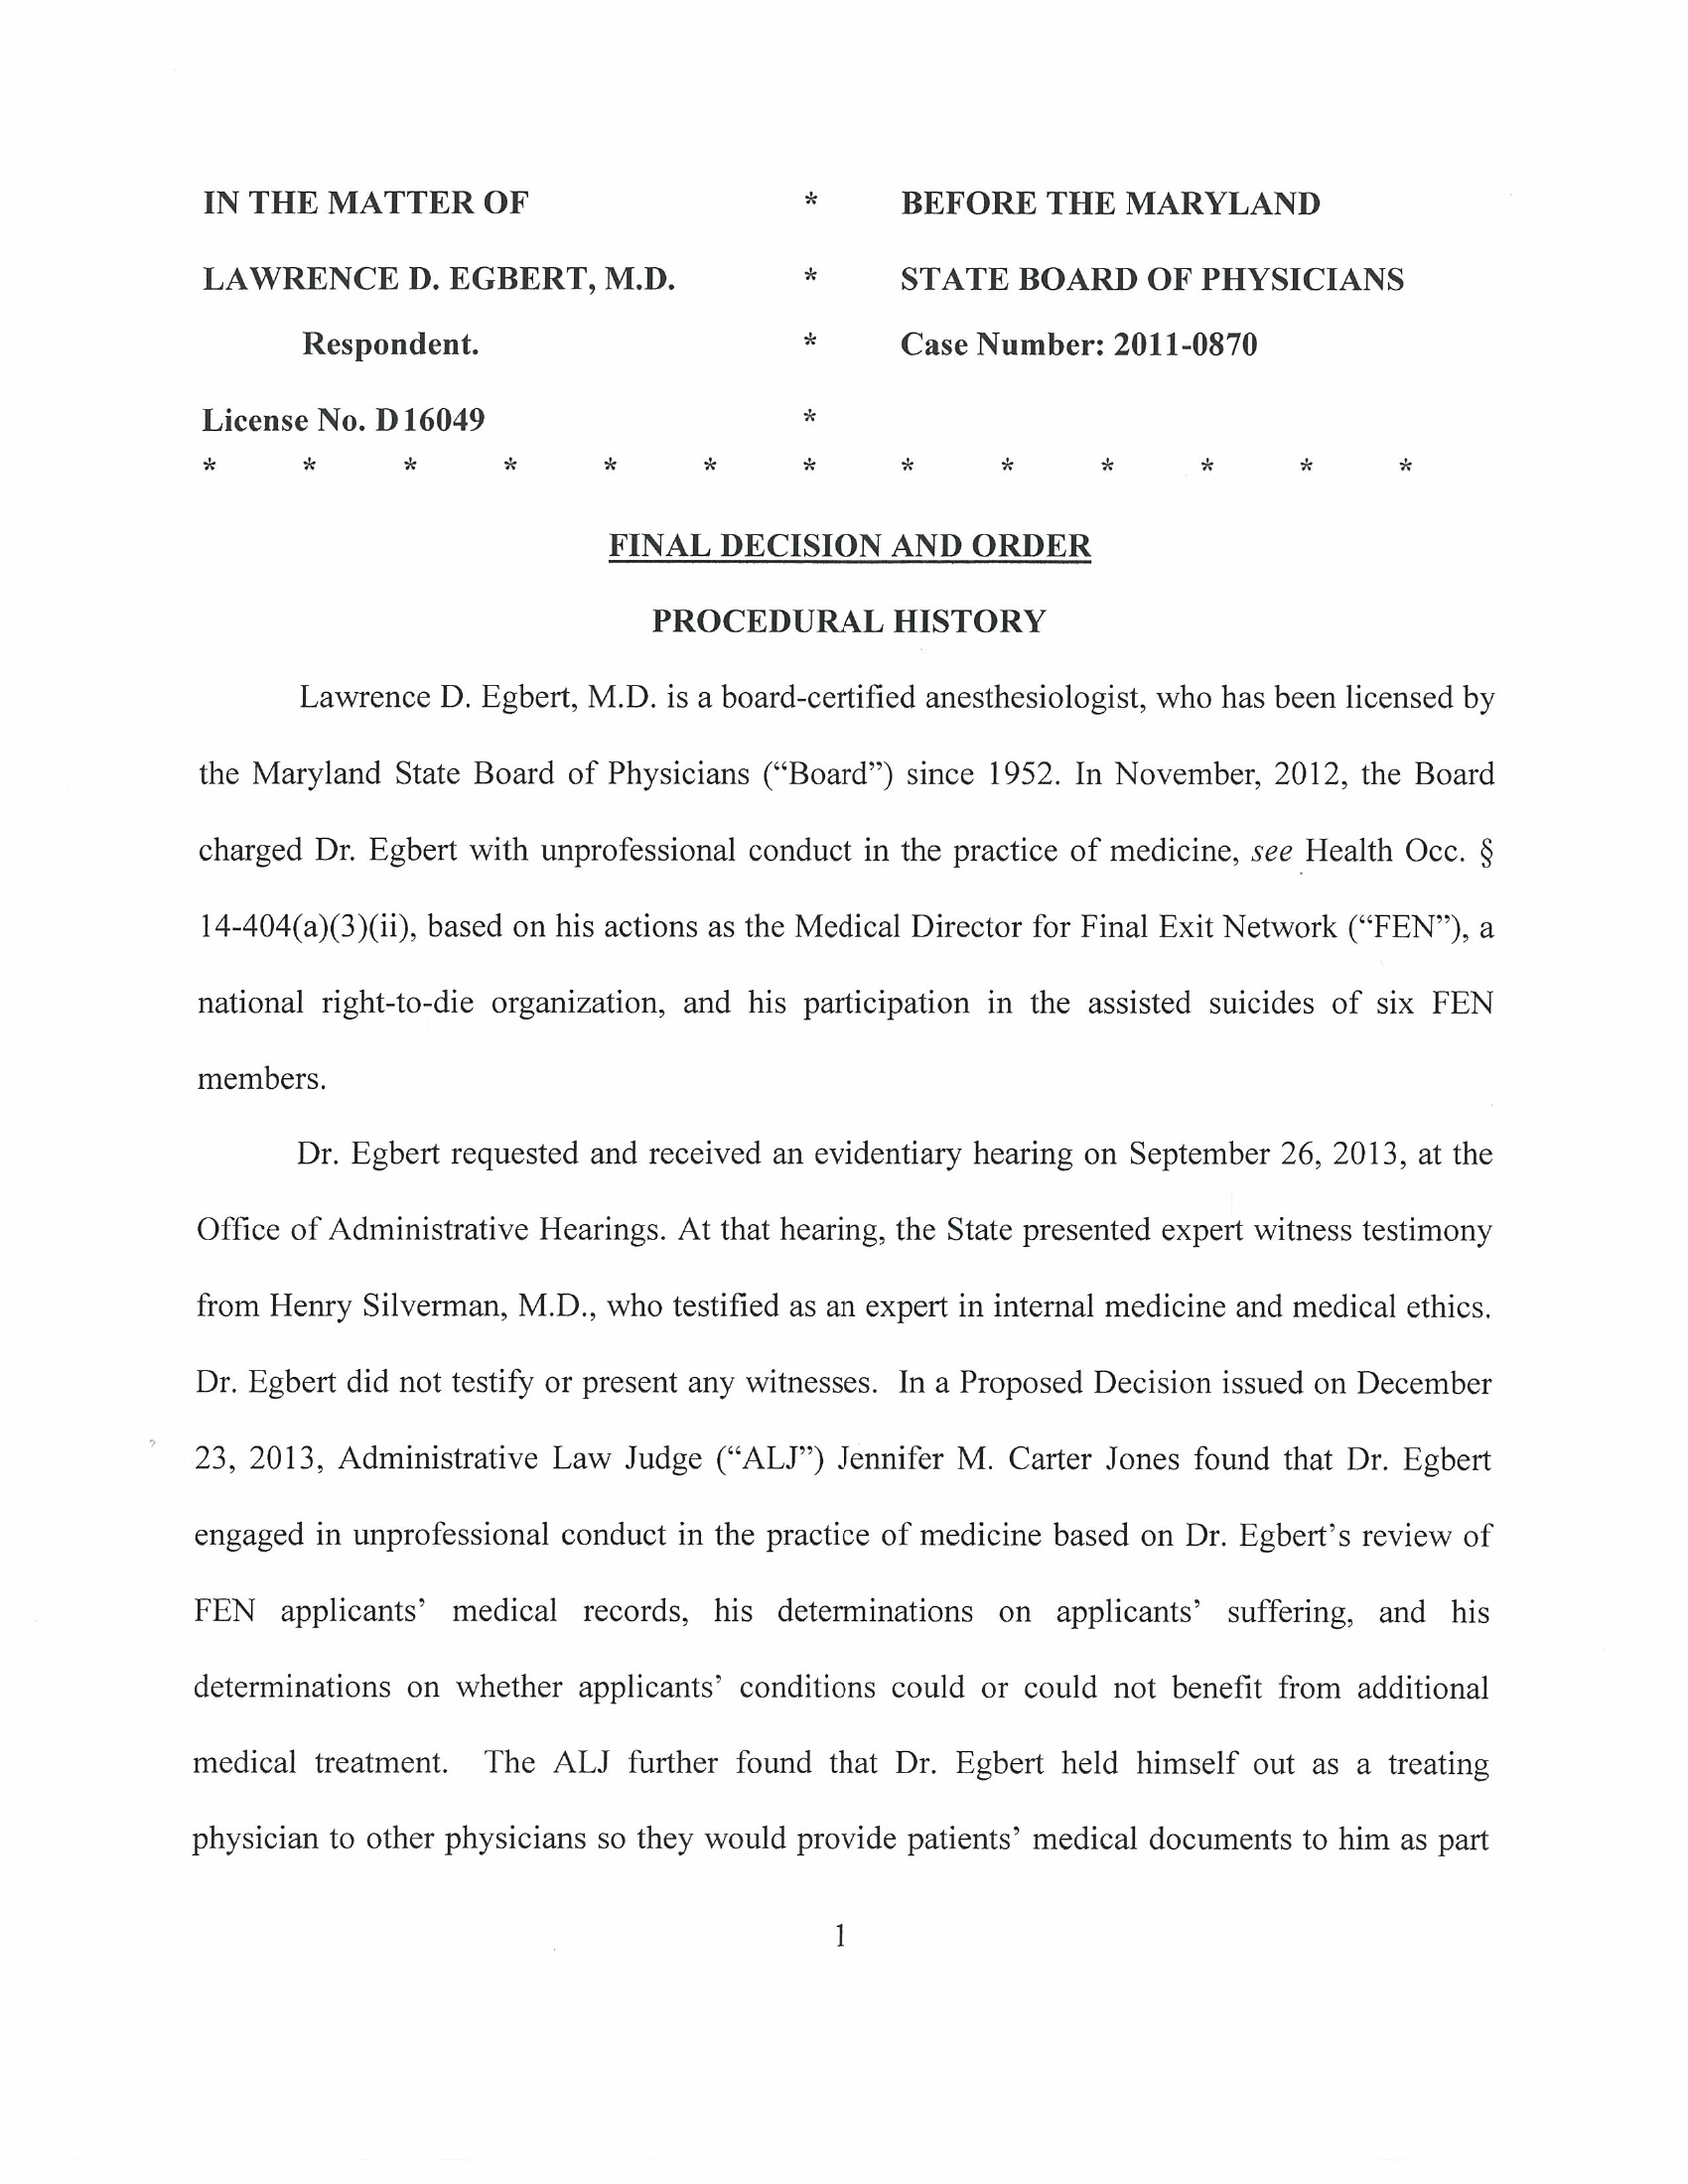 IN THE MATTER OF * BEFORE THE MARYLAND
LAWRENCE D. EGBERT, M.D. * STATE BOARD OF PHYSICIANS
Respondent. * Case Number: 2011-0870
License No. D16049 *
* * * * * * * * * * * * *
FINAL DECISION AND ORDER
PROCEDURAL HISTORY
Lawrence D. Egbert, M.D. is a board-certified anesthesiologist, who has been licensed by
the Maryland State Board of Physicians (“Board”) since 1952. In November, 2012, the Board
charged Dr. Egbert with unprofessional conduct in the practice of medicine, see Health Occ. §
14-404(a)(3)(ii), based on his actions as the Medical Director for Final Exit Network (“FEN”), a
national right-to-die organization, and his participation in the assisted suicides of six FEN
members.
Dr. Egbert requested and received an evidentiary hearing on September 26, 2013, at the
Office of Administrative Hearings. At that hearing, the State presented expert witness testimony
from Henry Silverman, M.D., who testified as an expert in internal medicine and medical ethics.
Dr. Egbert did not testify or present any witnesses. In a Proposed Decision issued on December
23, 2013, Administrative Law Judge (“ALJ”) Jennifer M. Carter Jones found that Dr. Egbert
engaged in unprofessional conduct in the practice of medicine based on Dr. Egbert’s review of
FEN applicants’ medical records, his determinations on applicants’ suffering, and his
determinations on whether applicants’ conditions could or could not benefit from additional
medical treatment. The ALJ further found that Dr. Egbert held himself out as a treating
physician to other physicians so they would provide patients’ medical documents to him as part
1